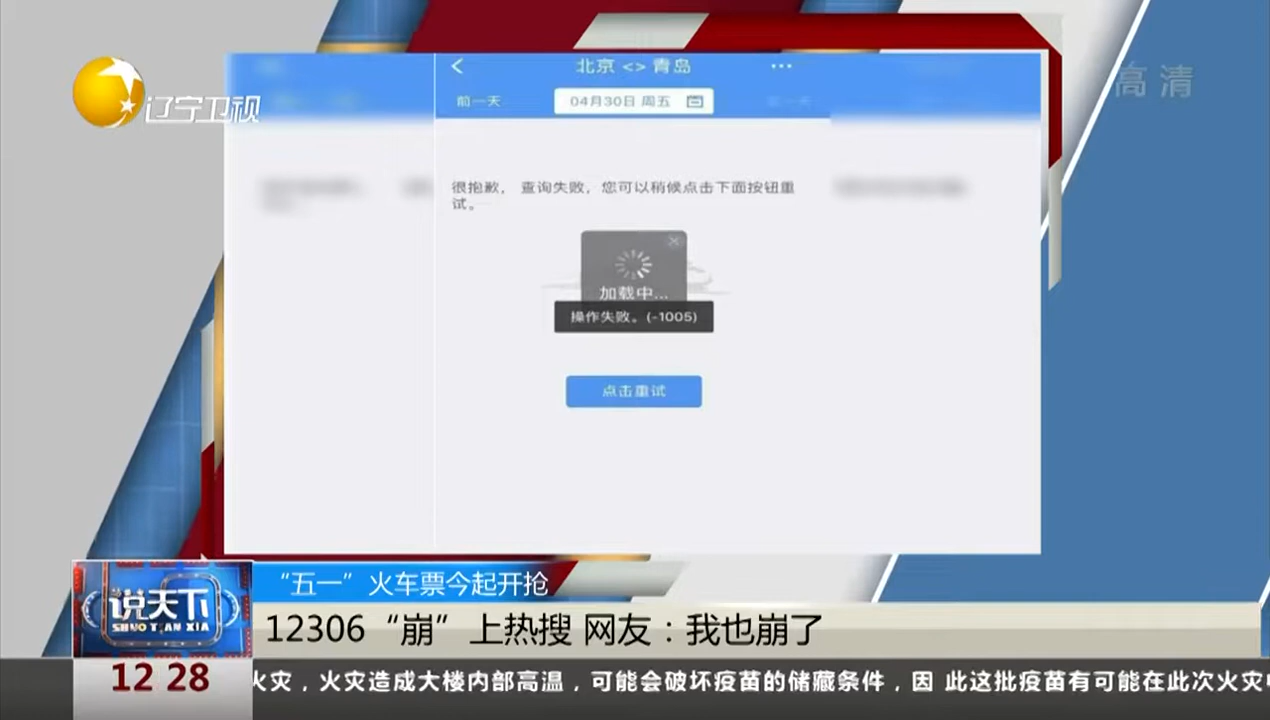 辽宁卫视
高清
北京<>青岛
前一天
04月30日 周五
很抱歉， 查询失败，您可以稍候点击下面按钮重
试。
加载中...
操作失败。(-1005)
点击重试
说天下
SHUO TIAN XIA
“五一”火车票今起开抢
12306“崩”上热搜 网友：我也崩了
12 28
火灾，火灾造成大楼内部高温，可能会破坏疫苗的储藏条件，因 此这批疫苗有可能在此次火灾